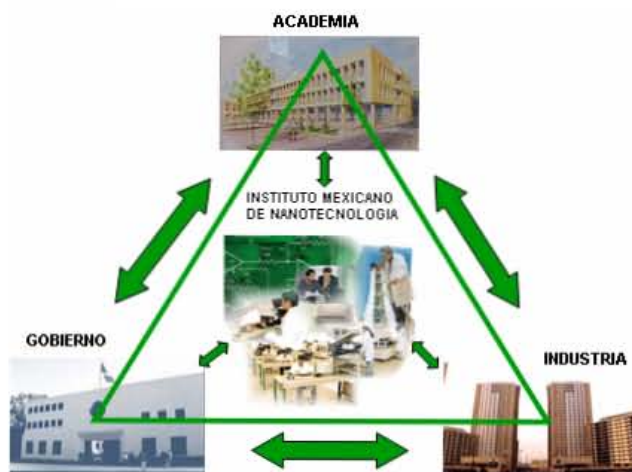 ACADEMIA
INSTITUTO MEXICANO
DE NANOTECNOLOGIA
GOBIERNO
INDUSTRIA